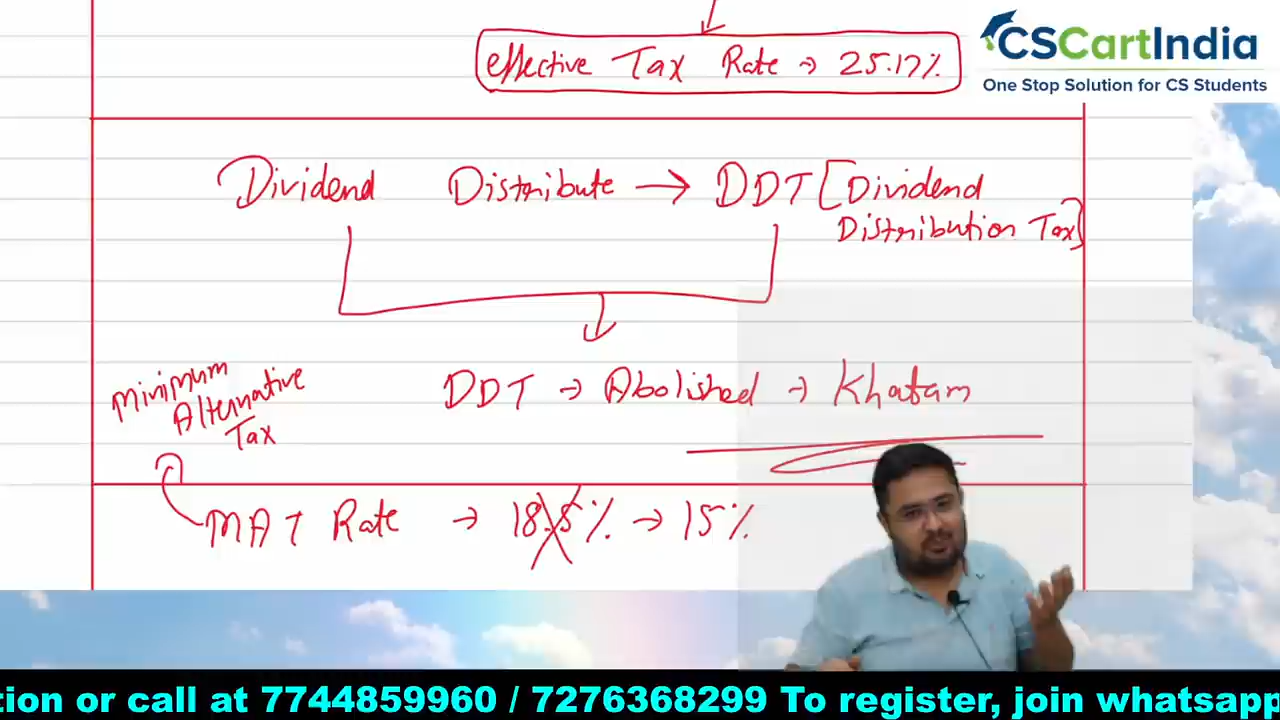 effective Tax Rate → 25.17%
CSCartIndia
One Stop Solution for CS Students
Dividend Distribute → DDT [Dividend
Distribution Tax]
DDT → Abolished → Khatam
Minimum
Alternative
Tax
MAT Rate → 18.5% → 15%
tion or call at 7744859960 / 7276368299 To register, join whatsapp